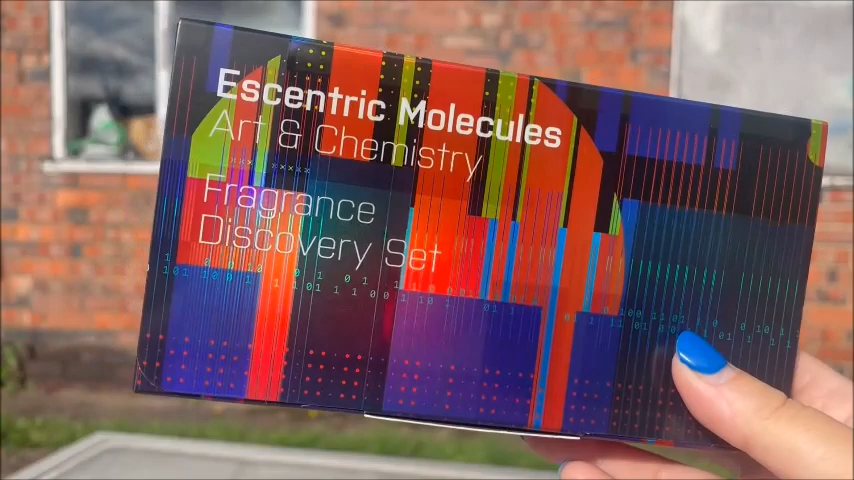 Escentric Molecules
Art & Chemistry
Fragrance
Discovery Set